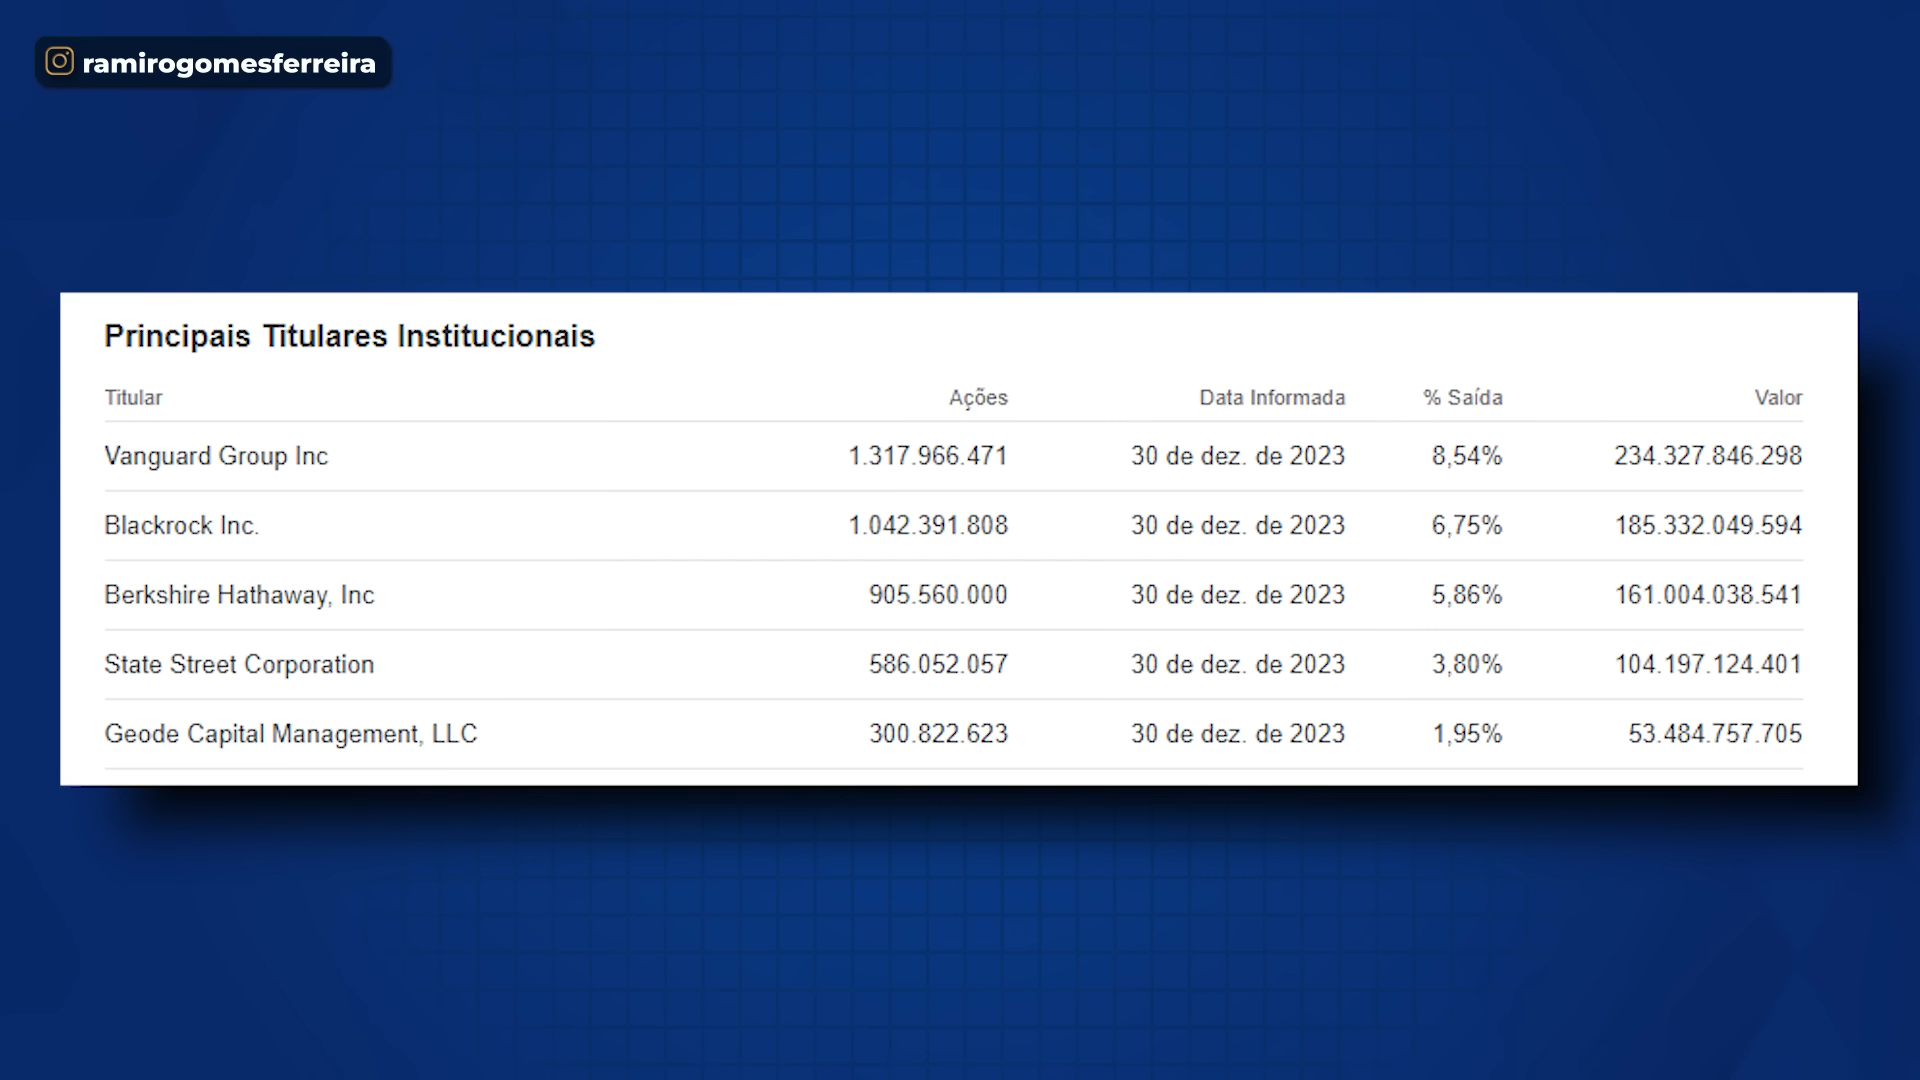 ramirogomesferreira
Principais Titulares Institucionais
Titular Ações Data Informada % Saída Valor
Vanguard Group Inc 1.317.966.471 30 de dez. de 2023 8,54% 234.327.846.298
Blackrock Inc. 1.042.391.808 30 de dez. de 2023 6,75% 185.332.049.594
Berkshire Hathaway, Inc 905.560.000 30 de dez. de 2023 5,86% 161.004.038.541
State Street Corporation 586.052.057 30 de dez. de 2023 3,80% 104.197.124.401
Geode Capital Management, LLC 300.822.623 30 de dez. de 2023 1,95% 53.484.757.705